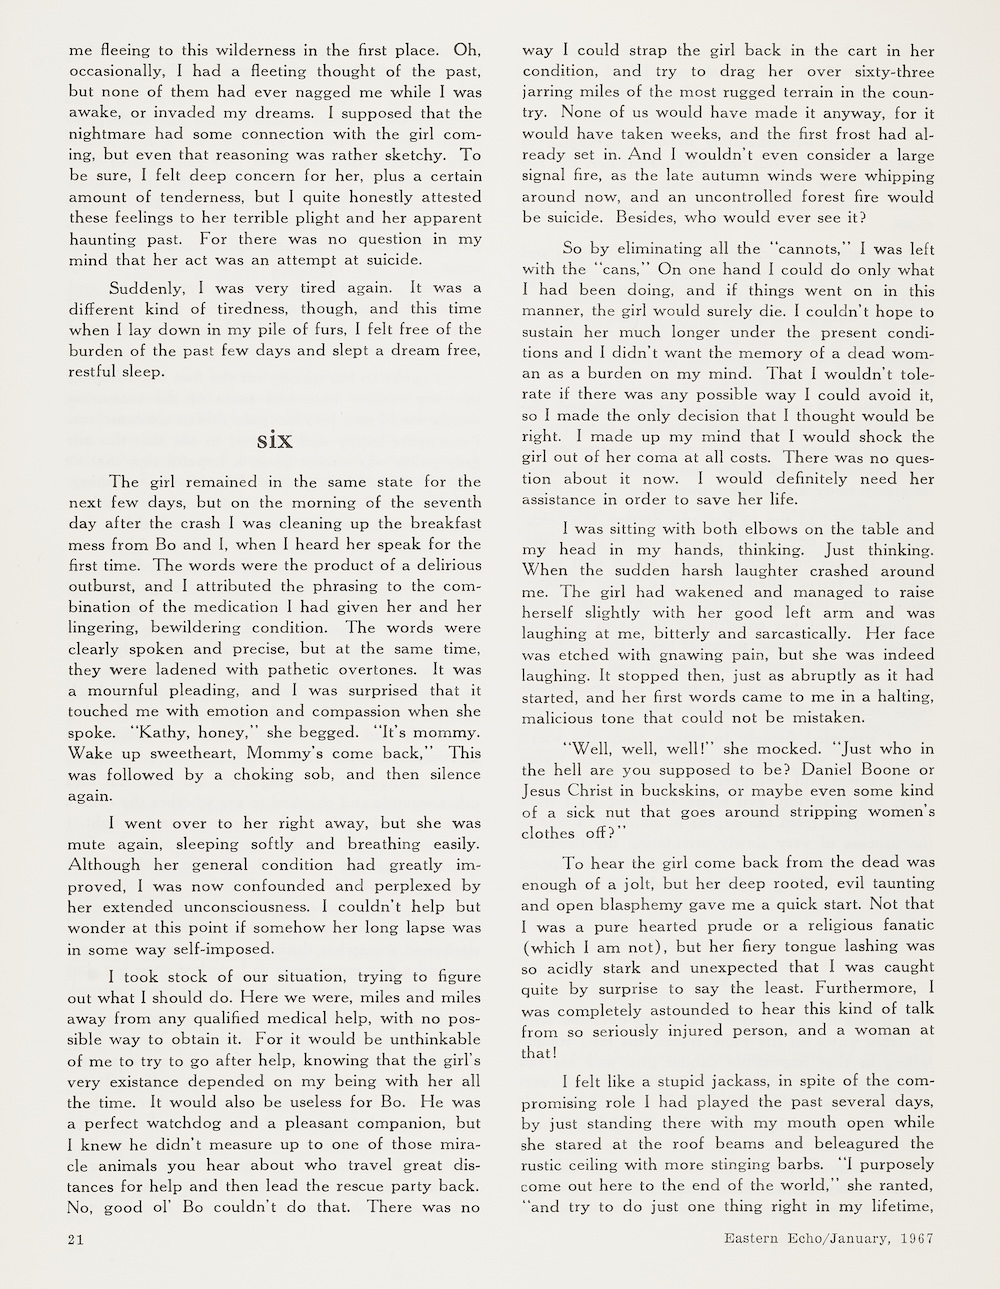 me fleeing to this wilderness in the first place. Oh,
occasionally, I had a fleeting thought of the past,
but none of them had ever nagged me while I was
awake, or invaded my dreams. I supposed that the
nightmare had some connection with the girl com-
ing, but even that reasoning was rather sketchy. To
be sure, I felt deep concern for her, plus a certain
amount of tenderness, but I quite honestly attested
these feelings to her terrible plight and her apparent
haunting past. For there was no question in my
mind that her act was an attempt at suicide.
Suddenly, I was very tired again. It was a
different kind of tiredness, though, and this time
when I lay down in my pile of furs, I felt free of the
burden of the past few days and slept a dream free,
restful sleep.
six
The girl remained in the same state for the
next few days, but on the morning of the seventh
day after the crash I was cleaning up the breakfast
mess from Bo and I, when I heard her speak for the
first time. The words were the product of a delirious
outburst, and I attributed the phrasing to the com-
bination of the medication I had given her and her
lingering, bewildering condition. The words were
clearly spoken and precise, but at the same time,
they were ladened with pathetic overtones. It was
a mournful pleading, and I was surprised that it
touched me with emotion and compassion when she
spoke. "Kathy, honey," she begged. "It's mommy.
Wake up sweetheart, Mommy's come back," This
was followed by a choking sob, and then silence
again.
I went over to her right away, but she was
mute again, sleeping softly and breathing easily.
Although her general condition had greatly im-
proved, I was now confounded and perplexed by
her extended unconsciousness. I couldn't help but
wonder at this point if somehow her long lapse was
in some way self-imposed.
I took stock of our situation, trying to figure
out what I should do. Here we were, miles and miles
away from any qualified medical help, with no pos-
sible way to obtain it. For it would be unthinkable
of me to try to go after help, knowing that the girl's
very existance depended on my being with her all
the time. It would also be useless for Bo. He was
a perfect watchdog and a pleasant companion, but
I knew he didn't measure up to one of those mira-
cle animals you hear about who travel great dis-
tances for help and then lead the rescue party back.
No, good ol' Bo couldn't do that. There was no
way I could strap the girl back in the cart in her
condition, and try to drag her over sixty-three
jarring miles of the most rugged terrain in the coun-
try. None of us would have made it anyway, for it
would have taken weeks, and the first frost had al-
ready set in. And I wouldn't even consider a large
signal fire, as the late autumn winds were whipping
around now, and an uncontrolled forest fire would
be suicide. Besides, who would ever see it?
So by eliminating all the "cannots," I was left
with the "cans," On one hand I could do only what
I had been doing, and if things went on in this
manner, the girl would surely die. I couldn't hope to
sustain her much longer under the present condi-
tions and I didn't want the memory of a dead wom-
an as a burden on my mind. That I wouldn't tole-
rate if there was any possible way I could avoid it,
so I made the only decision that I thought would be
right. I made up my mind that I would shock the
girl out of her coma at all costs. There was no ques-
tion about it now. I would definitely need her
assistance in order to save her life.
I was sitting with both elbows on the table and
my head in my hands, thinking. Just thinking.
When the sudden harsh laughter crashed around
me. The girl had wakened and managed to raise
herself slightly with her good left arm and was
laughing at me, bitterly and sarcastically. Her face
was etched with gnawing pain, but she was indeed
laughing. It stopped then, just as abruptly as it had
started, and her first words came to me in a halting,
malicious tone that could not be mistaken.
"Well, well, well!" she mocked. "Just who in
the hell are you supposed to be? Daniel Boone or
Jesus Christ in buckskins, or maybe even some kind
of a sick nut that goes around stripping women's
clothes off?"
To hear the girl come back from the dead was
enough of a jolt, but her deep rooted, evil taunting
and open blasphemy gave me a quick start. Not that
I was a pure hearted prude or a religious fanatic
(which I am not), but her fiery tongue lashing was
so acidly stark and unexpected that I was caught
quite by surprise to say the least. Furthermore, I
was completely astounded to hear this kind of talk
from so seriously injured person, and a woman at
that!
I felt like a stupid jackass, in spite of the com-
promising role I had played the past several days,
by just standing there with my mouth open while
she stared at the roof beams and beleagured the
rustic ceiling with more stinging barbs. "I purposely
come out here to the end of the world," she ranted,
"and try to do just one thing right in my lifetime,
21
Eastern Echo/January, 1967